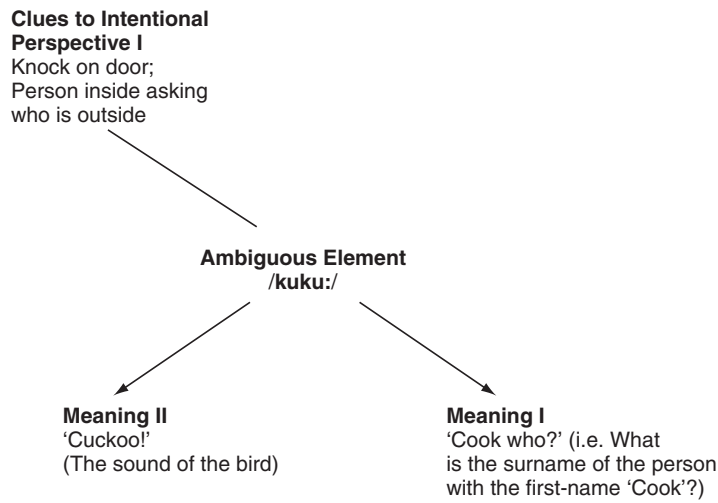 Clues to Intentional
Perspective I
Knock on door;
Person inside asking
who is outside
Ambiguous Element
/kuku:/
Meaning II
‘Cuckoo!’
(The sound of the bird)
Meaning I
‘Cook who?’ (i.e. What
is the surname of the person
with the first-name ‘Cook’?)